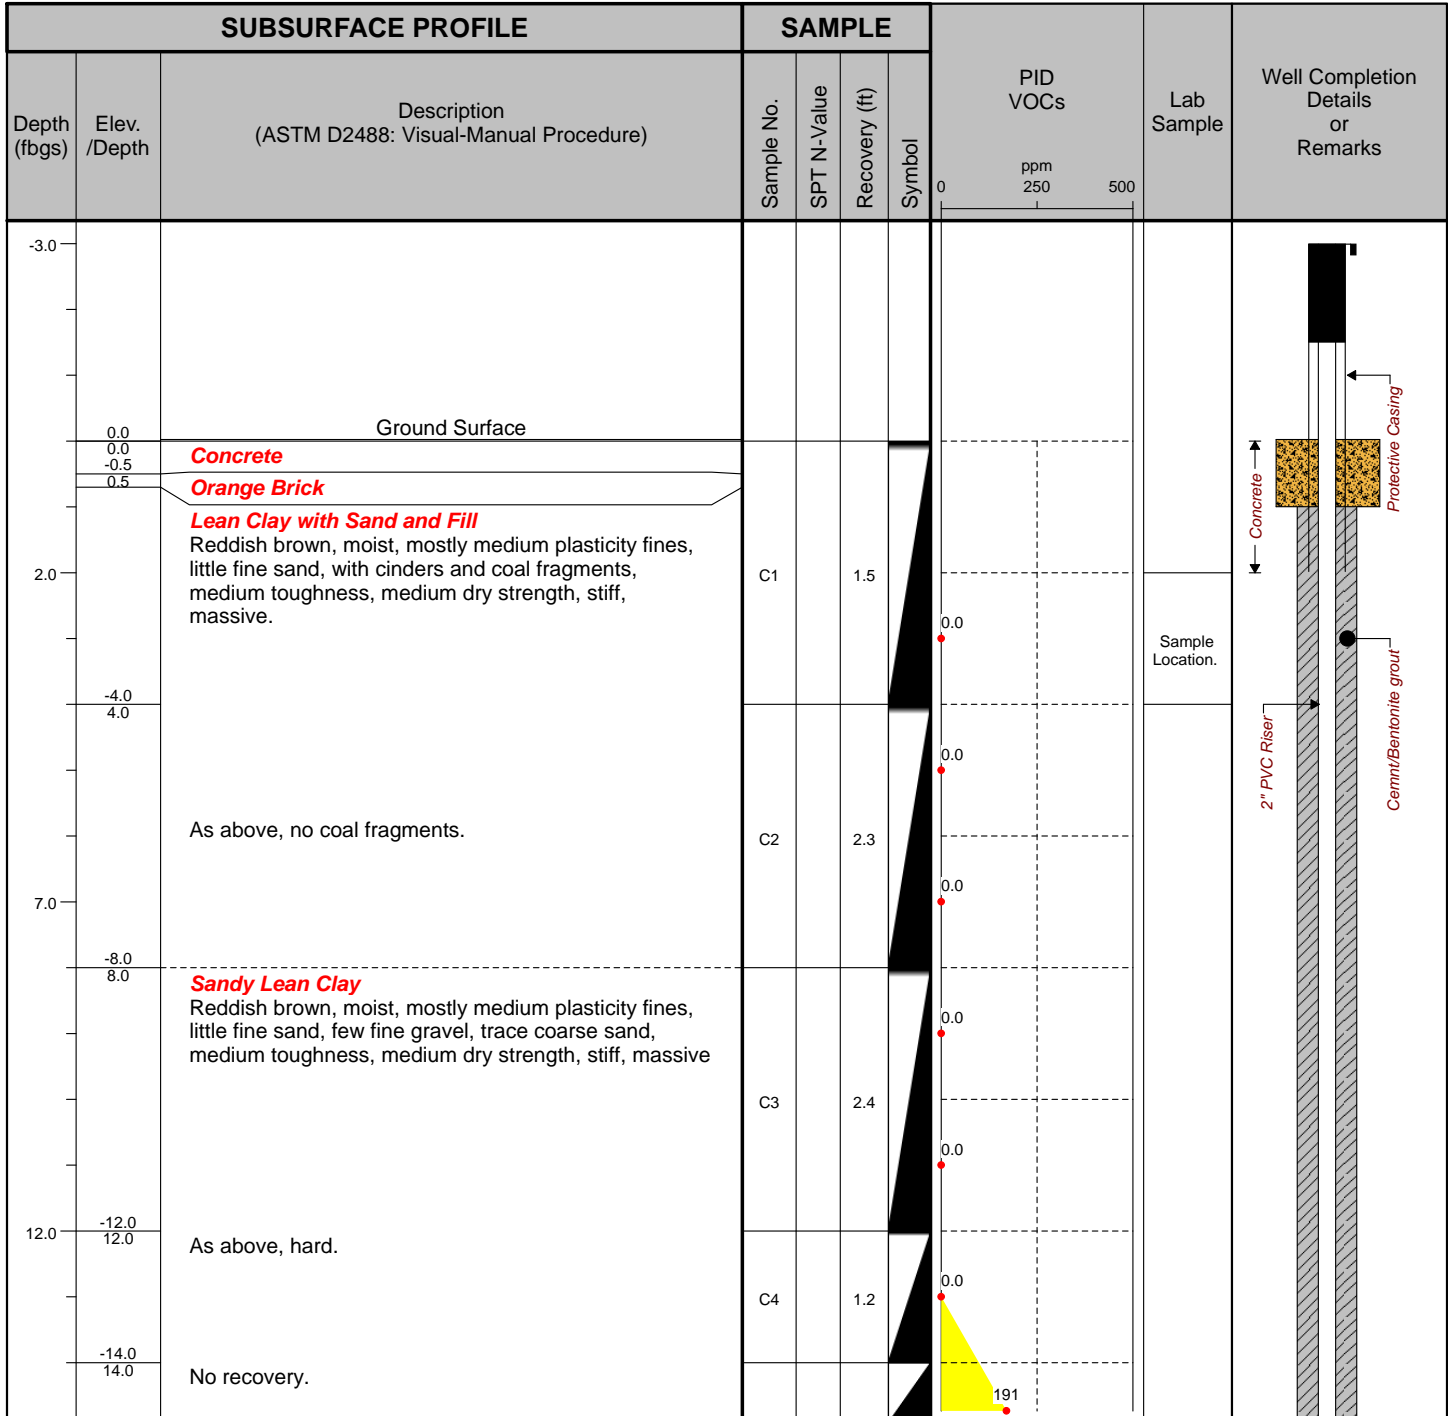 SUBSURFACE PROFILE
SAMPLE
Depth
(fbgs)
Elev.
/Depth
Description
(ASTM D2488: Visual-Manual Procedure)
Sample No.
SPT N-Value
Recovery (ft)
Symbol
PID
VOCs
ppm
0 250 500
Lab
Sample
Well Completion
Details
or
Remarks
-3.0
0.0
Ground Surface
0.0
-0.5
Concrete
0.5
Orange Brick
Lean Clay with Sand and Fill
Reddish brown, moist, mostly medium plasticity fines,
little fine sand, with cinders and coal fragments,
medium toughness, medium dry strength, stiff,
massive.
2.0
C1
1.5
0.0
Sample
Location.
Concrete
Protective Casing
-4.0
4.0
0.0
2" PVC Riser
Cemnt/Bentonite grout
As above, no coal fragments.
C2
2.3
0.0
7.0
-8.0
8.0
Sandy Lean Clay
Reddish brown, moist, mostly medium plasticity fines,
little fine sand, few fine gravel, trace coarse sand,
medium toughness, medium dry strength, stiff, massive
0.0
C3
2.4
0.0
12.0
-12.0
12.0
As above, hard.
C4
1.2
0.0
-14.0
14.0
No recovery.
191